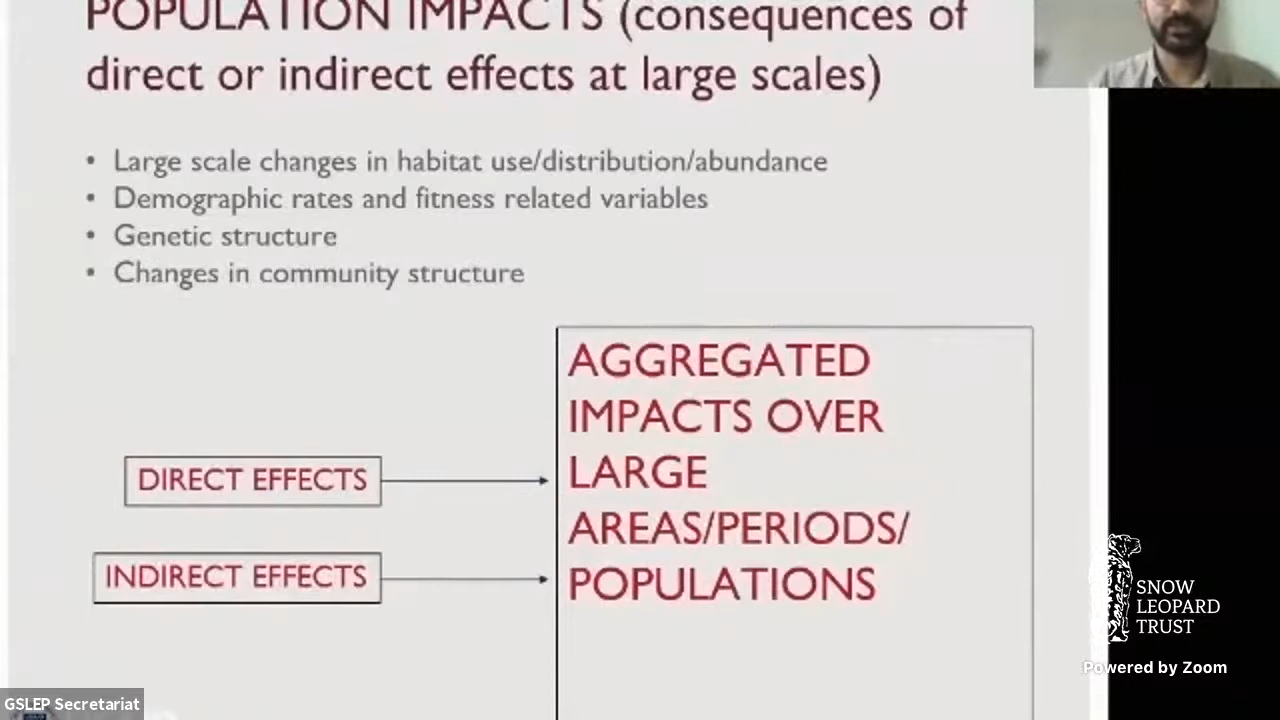 POPULATION IMPACTS (consequences of
direct or indirect effects at large scales)
• Large scale changes in habitat use/distribution/abundance
• Demographic rates and fitness related variables
• Genetic structure
• Changes in community structure
AGGREGATED
IMPACTS OVER
LARGE
AREAS/PERIODS/
POPULATIONS
DIRECT EFFECTS
INDIRECT EFFECTS
SNOW
LEOPARD
TRUST
Powered by Zoom
GSLEP Secretariat